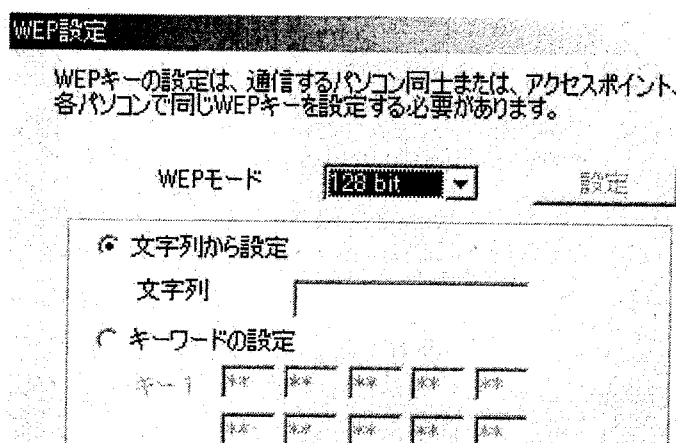 WEP設定
WEPキーの設定は、通信するパソコン同士または、アクセスポイント、
各パソコンで同じWEPキーを設定する必要があります。
WEPモード 128 bit 設定
文字列から設定
文字列
キーワードの設定
キー 1 ** ** ** ** **
** ** ** ** **